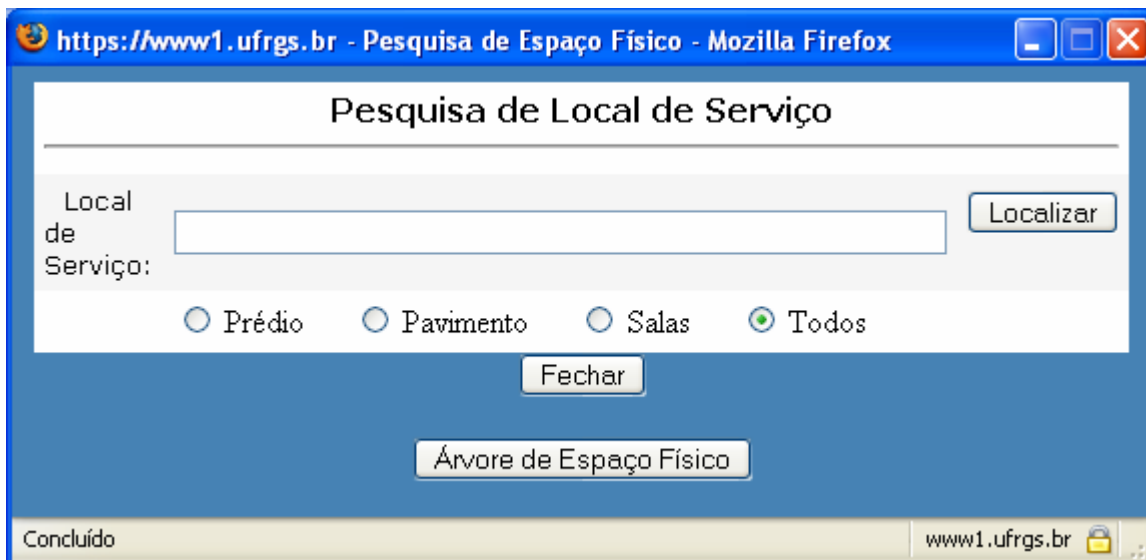 https://www1.ufrgs.br - Pesquisa de Espaço Físico - Mozilla Firefox
Pesquisa de Local de Serviço
Local
de
Serviço:
Localizar
Prédio Pavimento Salas Todos
Fechar
Árvore de Espaço Físico
Concluído www1.ufrgs.br